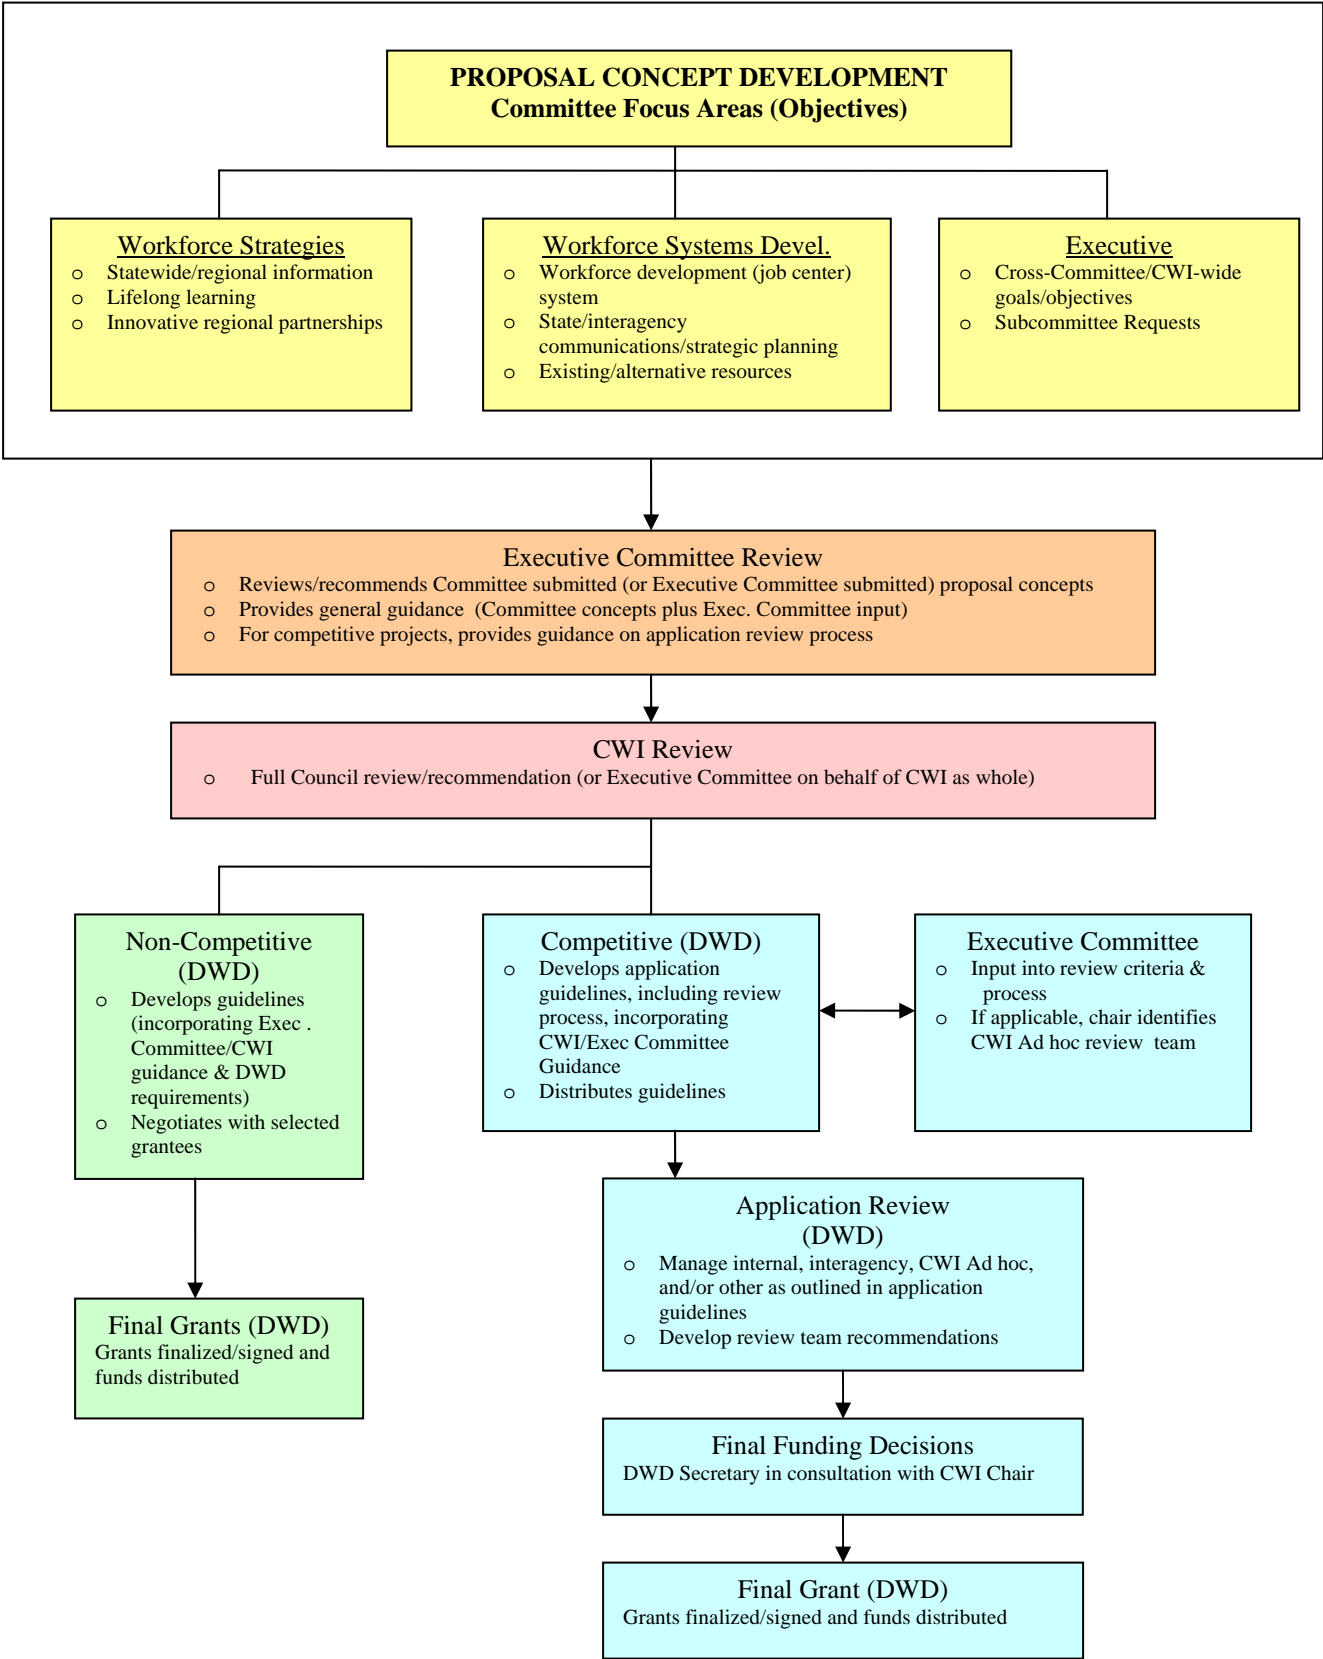 PROPOSAL CONCEPT DEVELOPMENT
Committee Focus Areas (Objectives)
Workforce Strategies
o Statewide/regional information
o Lifelong learning
o Innovative regional partnerships
Workforce Systems Devel.
o Workforce development (job center)
system
o State/interagency
communications/strategic planning
o Existing/alternative resources
Executive
o Cross-Committee/CWI-wide
goals/objectives
o Subcommittee Requests
Executive Committee Review
o Reviews/recommends Committee submitted (or Executive Committee submitted) proposal concepts
o Provides general guidance (Committee concepts plus Exec. Committee input)
o For competitive projects, provides guidance on application review process
CWI Review
o Full Council review/recommendation (or Executive Committee on behalf of CWI as whole)
Non-Competitive
(DWD)
o Develops guidelines
(incorporating Exec .
Committee/CWI
guidance & DWD
requirements)
o Negotiates with selected
grantees
Competitive (DWD)
o Develops application
guidelines, including review
process, incorporating
CWI/Exec Committee
Guidance
o Distributes guidelines
Executive Committee
o Input into review criteria &
process
o If applicable, chair identifies
CWI Ad hoc review team
Application Review
(DWD)
o Manage internal, interagency, CWI Ad hoc,
and/or other as outlined in application
guidelines
o Develop review team recommendations
Final Grants (DWD)
Grants finalized/signed and
funds distributed
Final Funding Decisions
DWD Secretary in consultation with CWI Chair
Final Grant (DWD)
Grants finalized/signed and funds distributed